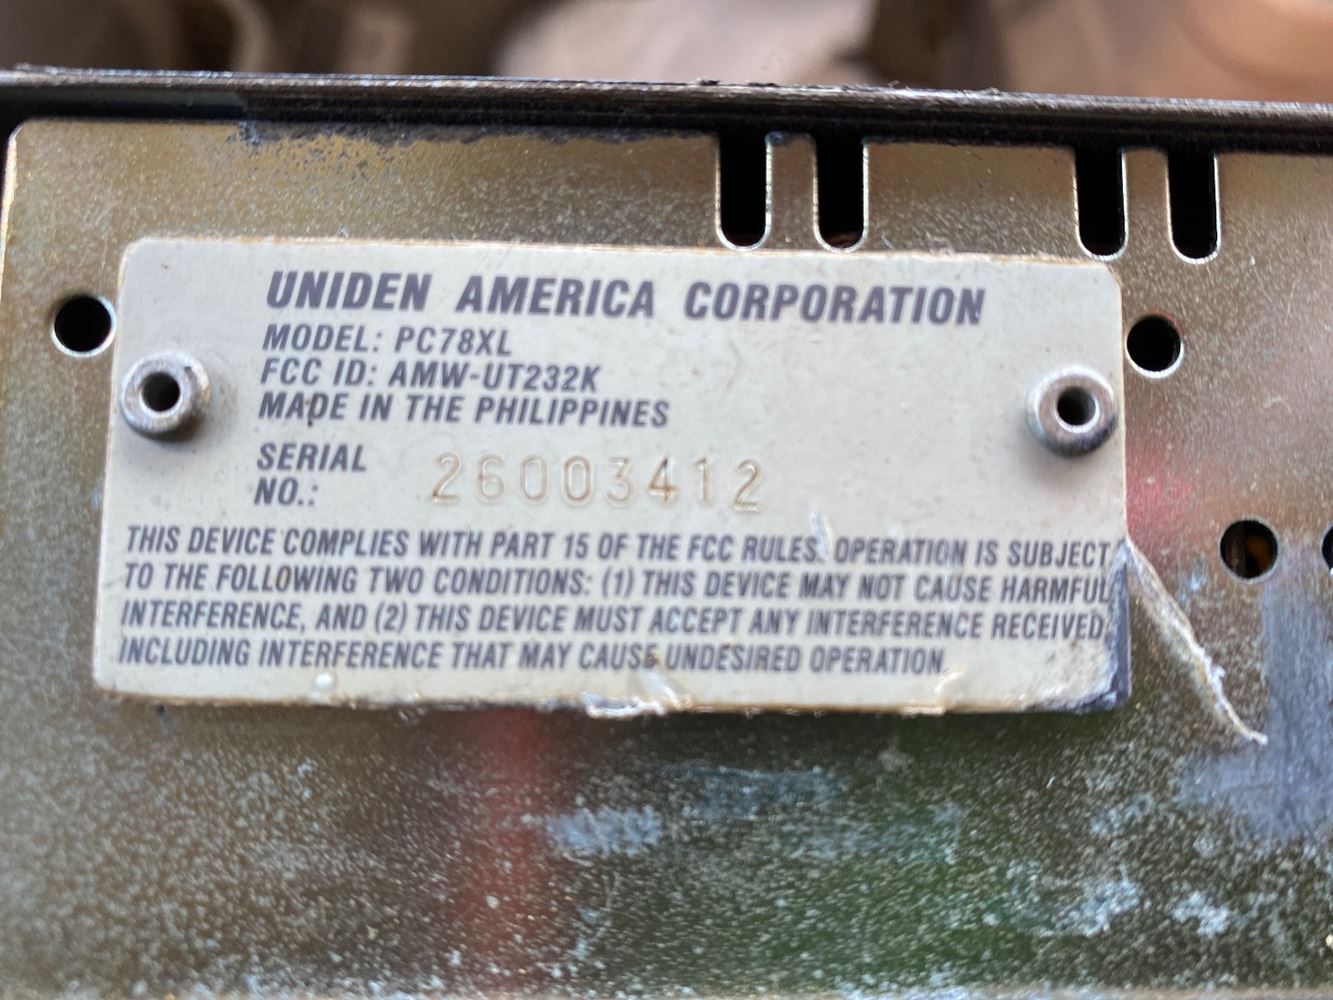 UNIDEN AMERICA CORPORATION
MODEL: PC78XL
FCC ID: AMW-UT232K
MADE IN THE PHILIPPINES
SERIAL
NO.: 26003412
THIS DEVICE COMPLIES WITH PART 15 OF THE FCC RULES. OPERATION IS SUBJECT
TO THE FOLLOWING TWO CONDITIONS: (1) THIS DEVICE MAY NOT CAUSE HARMFUL
INTERFERENCE, AND (2) THIS DEVICE MUST ACCEPT ANY INTERFERENCE RECEIVED,
INCLUDING INTERFERENCE THAT MAY CAUSE UNDESIRED OPERATION.